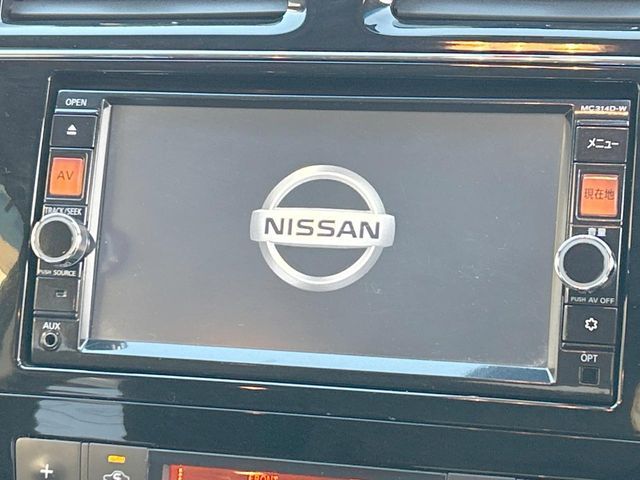 OPEN
MC314D-W
メニュー
AV
現在地
TRACK/SEEK
NISSAN
PUSH SOURCE
PUSH AV OFF
AUX
OPT
FRONT